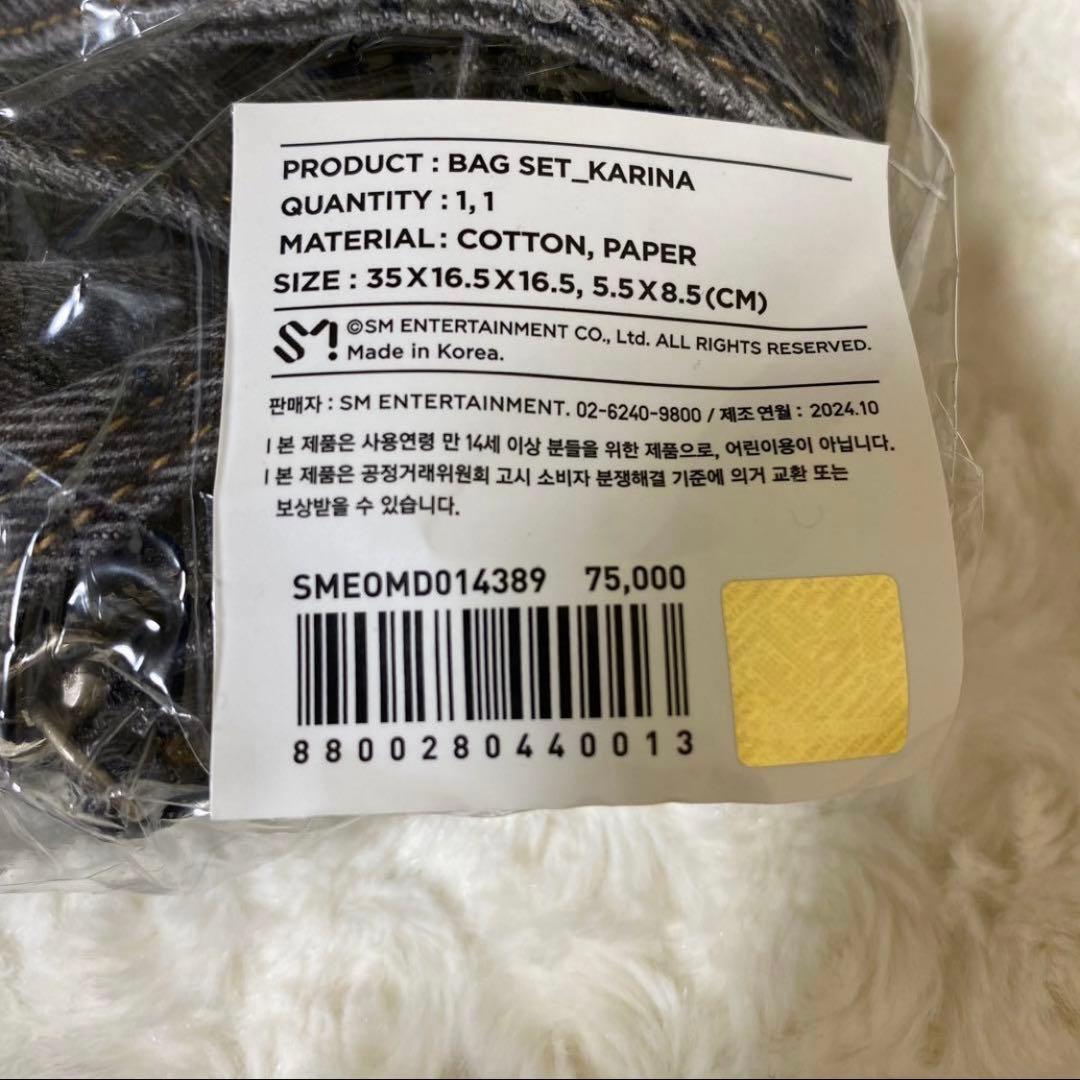 PRODUCT : BAG SET_KARINA
QUANTITY : 1, 1
MATERIAL : COTTON, PAPER
SIZE : 35X16.5X16.5, 5.5X8.5(CM)
SM! ©SM ENTERTAINMENT CO., Ltd. ALL RIGHTS RESERVED.
Made in Korea.
판매자 : SM ENTERTAINMENT. 02-6240-9800 / 제조연월 : 2024.10
I 본 제품은 사용연령 만 14세 이상 분들을 위한 제품으로, 어린이용이 아닙니다.
I 본 제품은 공정거래위원회 고시 소비자 분쟁해결 기준에 의거 교환 또는
보상받을 수 있습니다.
SMEOMD014389 75,000
8800280440013